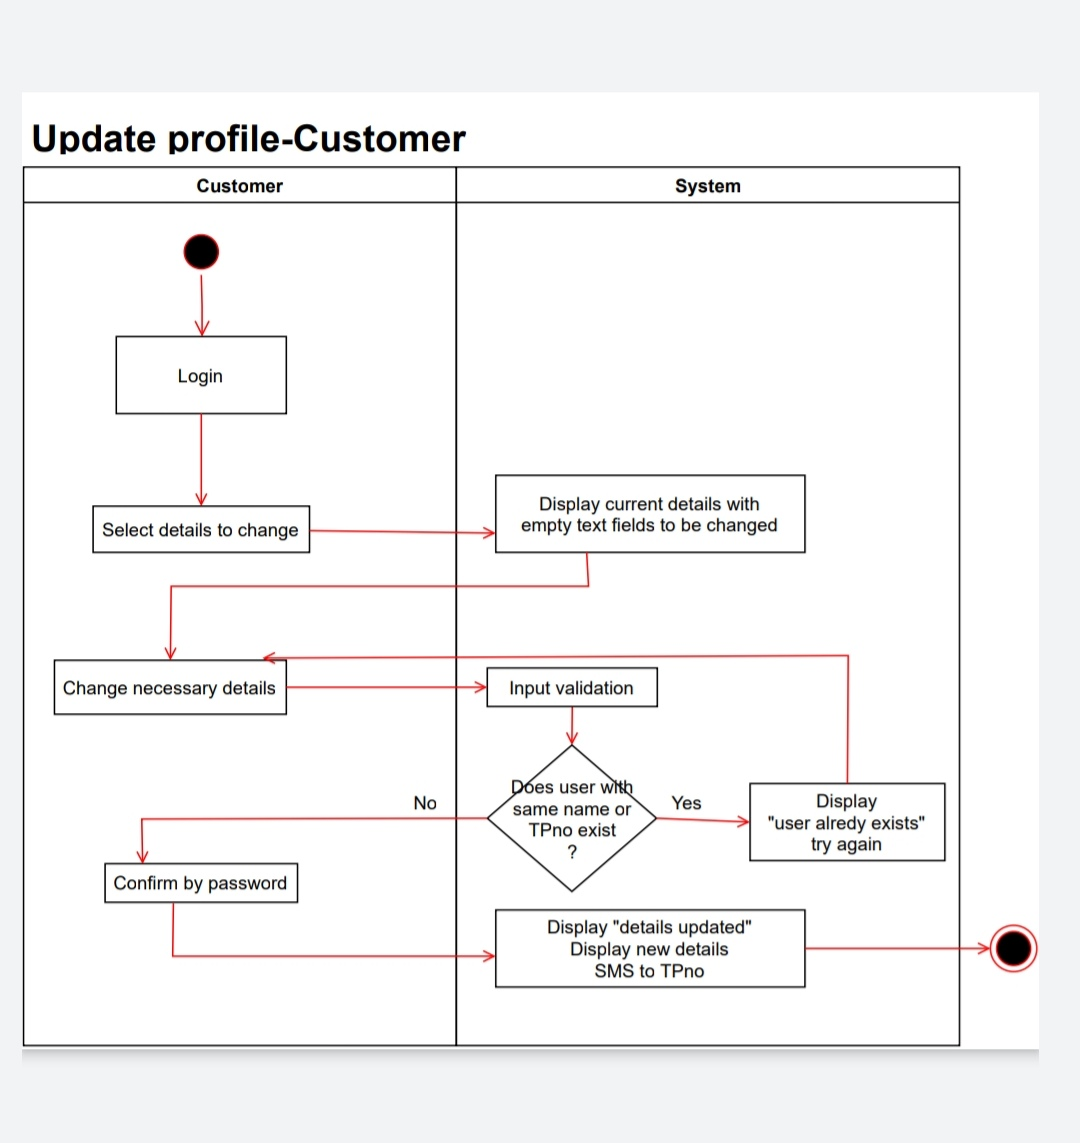 Update profile-Customer
Customer
System
Login
Select details to change
Display current details with
empty text fields to be changed
Change necessary details
Input validation
Does user with
same name or
TPno exist
?
No
Yes
Display
"user alredy exists"
try again
Confirm by password
Display "details updated"
Display new details
SMS to TPno